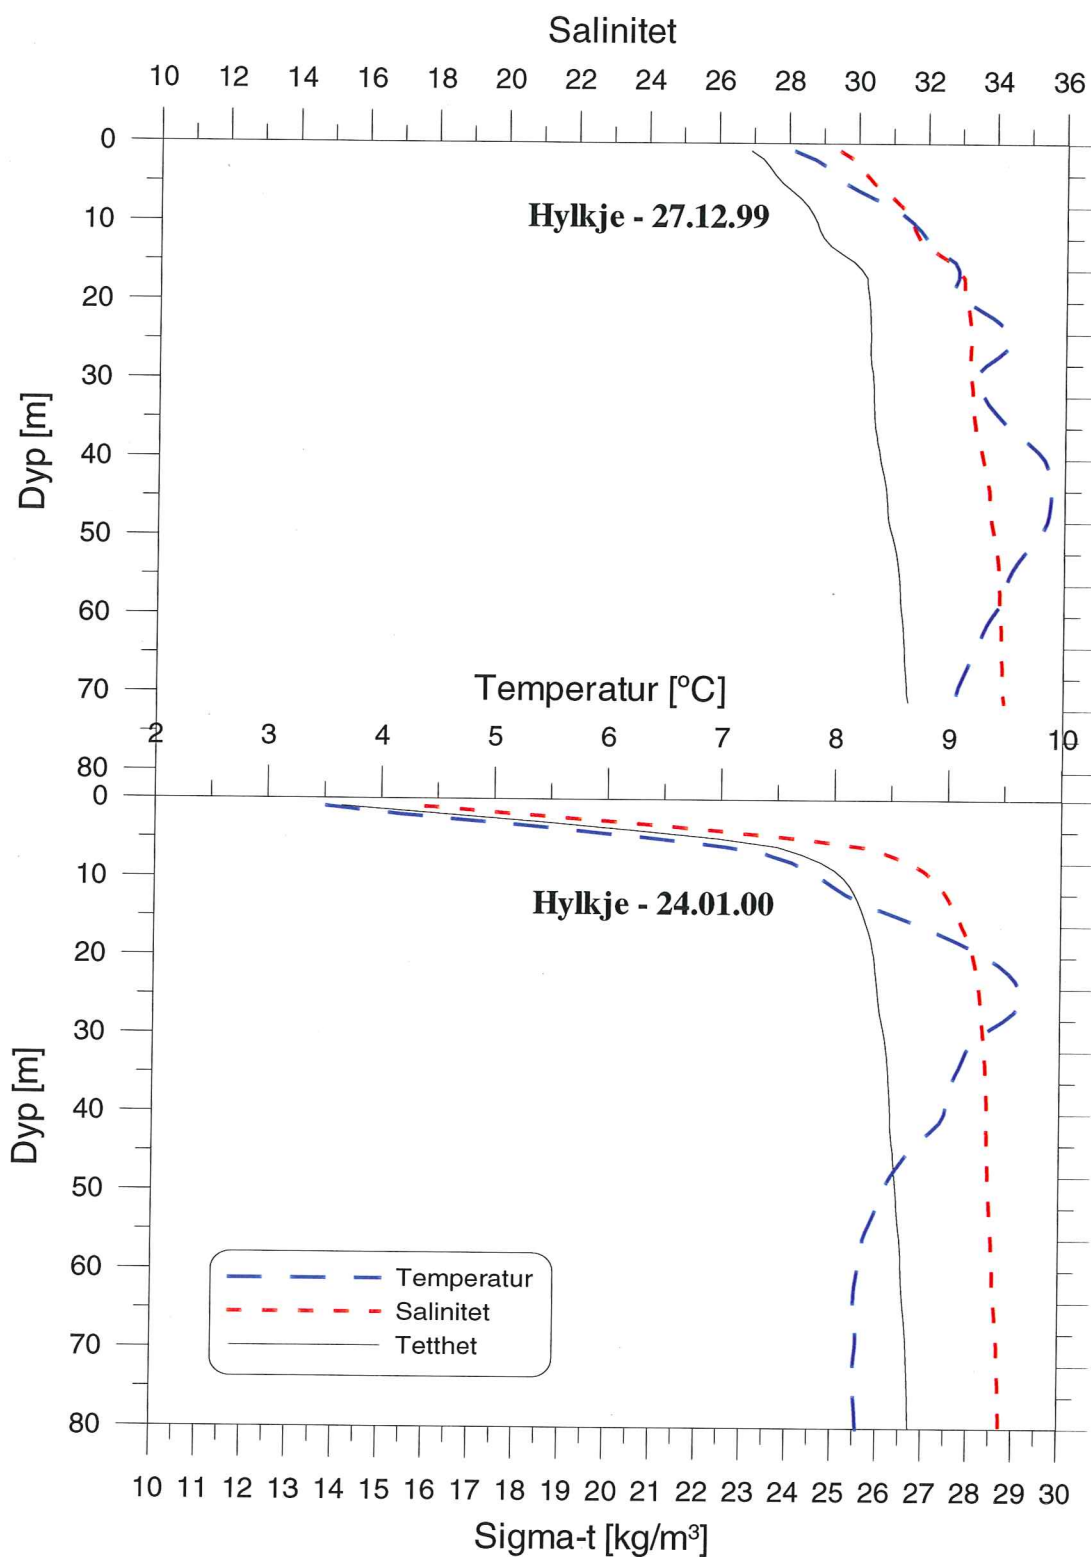 Salinitet
10 12 14 16 18 20 22 24 26 28 30 32 34 36
0
Hylkje - 27.12.99
10
20
30
Dyp [m]
40
50
60
70
Temperatur [ºC]
2 3 4 5 6 7 8 9 10
80
0
10
Hylkje - 24.01.00
20
30
Dyp [m]
40
50
60
Temperatur
Salinitet
70
Tetthet
80
10 11 12 13 14 15 16 17 18 19 20 21 22 23 24 25 26 27 28 29 30
Sigma-t [kg/m³]